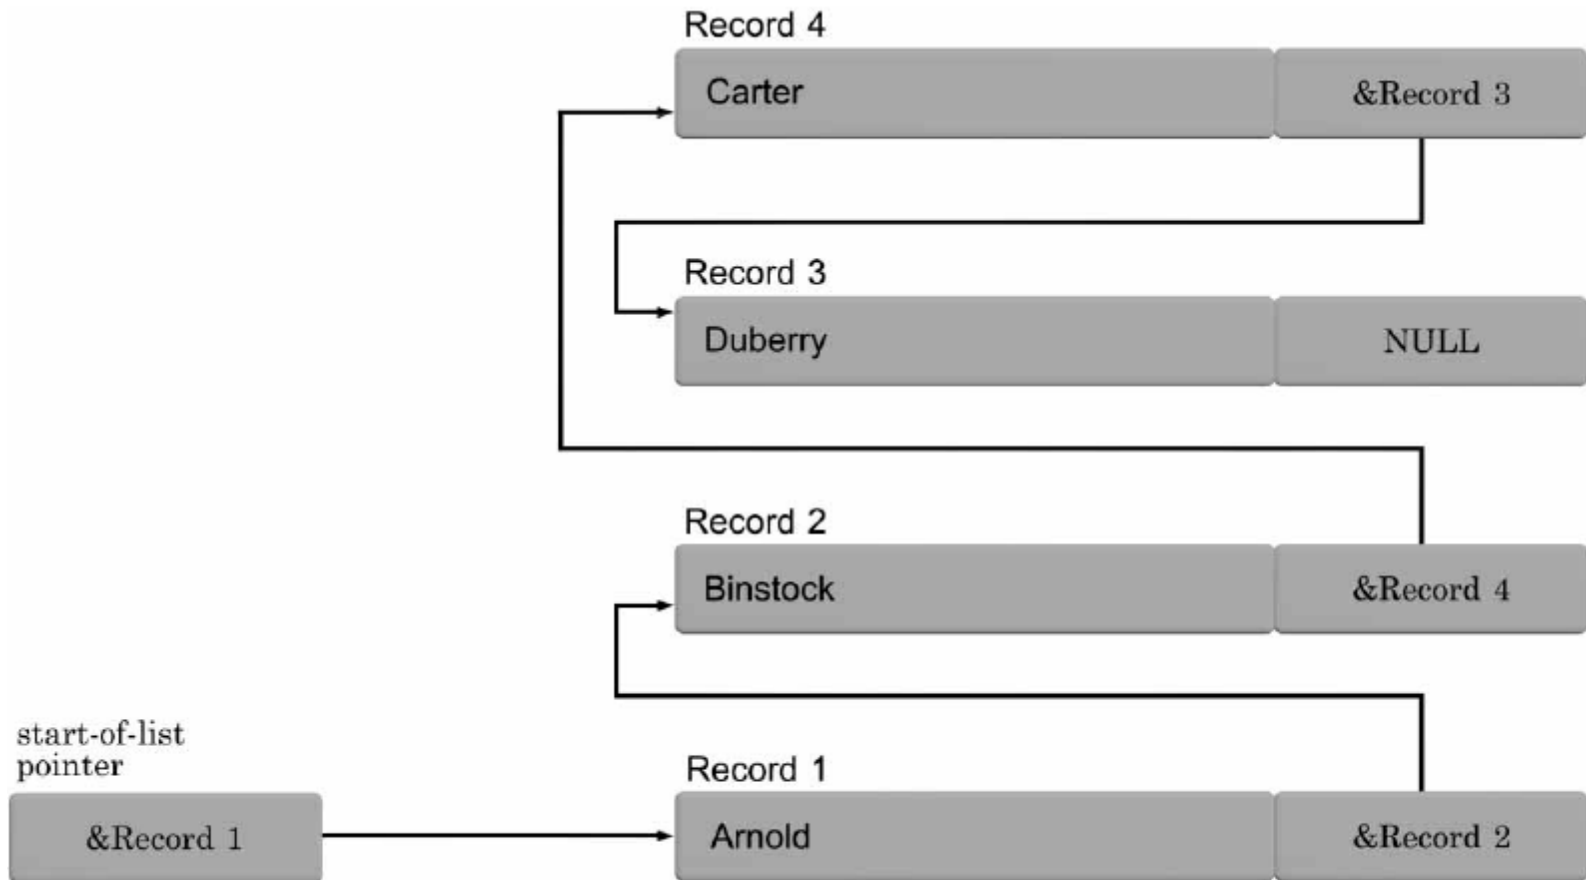 Record 4
Carter &Record 3
Record 3
Duberry NULL
Record 2
Binstock &Record 4
start-of-list
pointer
Record 1
&Record 1 Arnold &Record 2